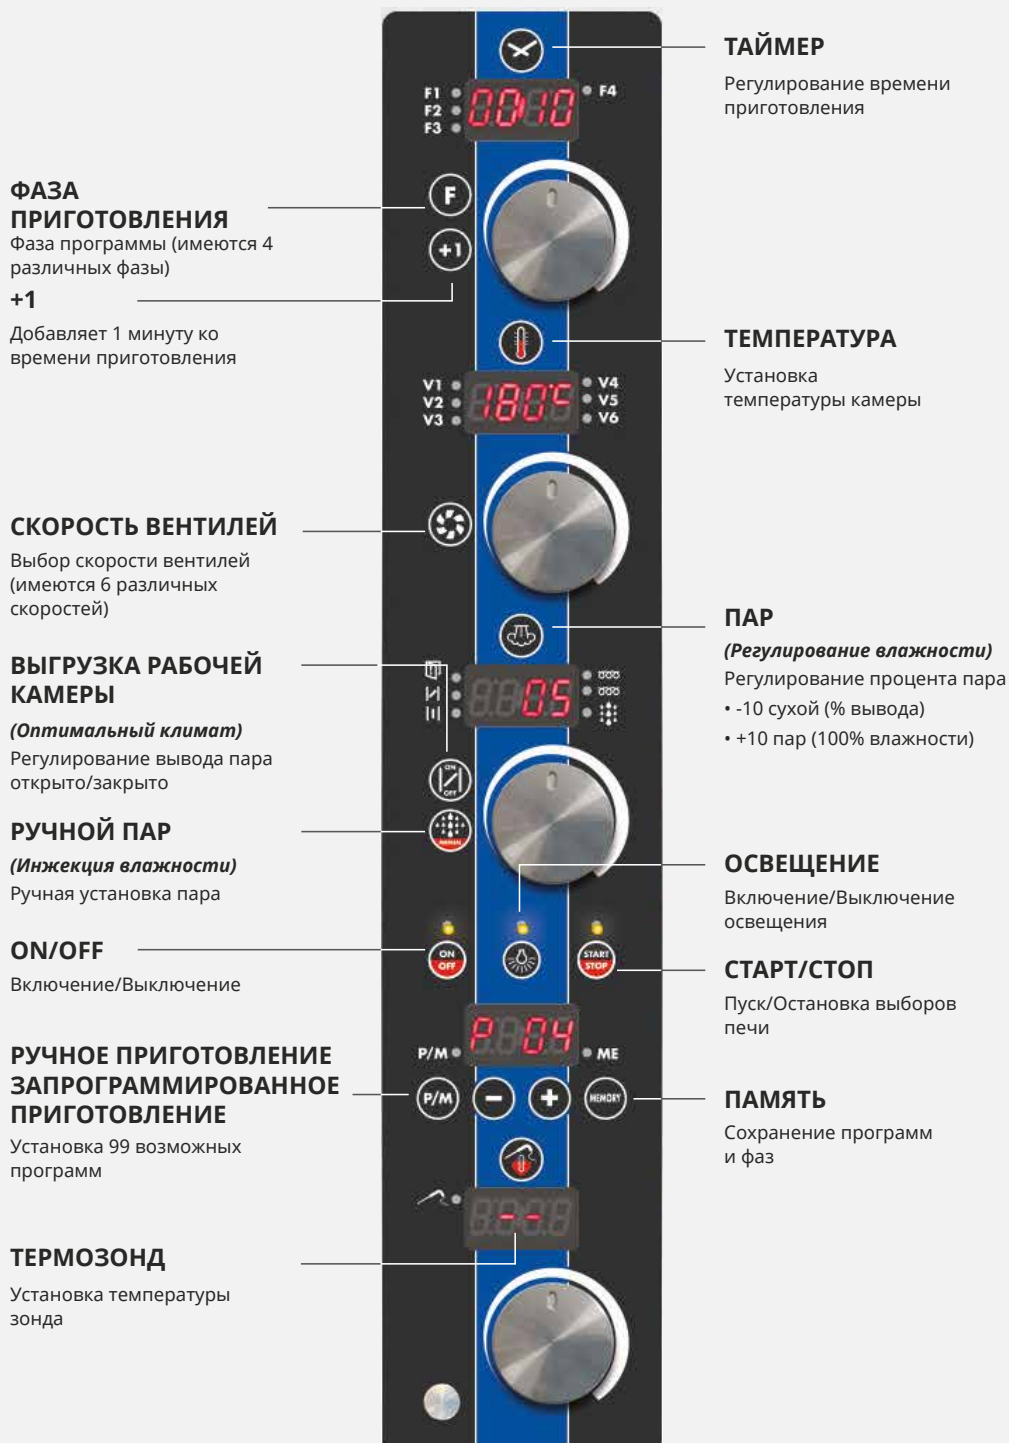 ТАЙМЕР
Регулирование времени
приготовления
F1
F2
F3
00 10
F4
ФАЗА
ПРИГОТОВЛЕНИЯ
Фаза программы (имеются 4
различных фазы)
F
+1
+1
Добавляет 1 минуту ко
времени приготовления
ТЕМПЕРАТУРА
Установка
температуры камеры
V1
V2
V3
180°C
V4
V5
V6
СКОРОСТЬ ВЕНТИЛЕЙ
Выбор скорости вентилей
(имеются 6 различных
скоростей)
ПАР
(Регулирование влажности)
Регулирование процента пара
• -10 сухой (% вывода)
• +10 пар (100% влажности)
ВЫГРУЗКА РАБОЧЕЙ
КАМЕРЫ
(Оптимальный климат)
Регулирование вывода пара
открыто/закрыто
05
ON
OFF
РУЧНОЙ ПАР
(Инжекция влажности)
Ручная установка пара
MANUAL
ОСВЕЩЕНИЕ
Включение/Выключение
освещения
ON/OFF
Включение/Выключение
ON
OFF
START
STOP
СТАРТ/СТОП
Пуск/Остановка выборов
печи
P 04
P/M
ME
РУЧНОЕ ПРИГОТОВЛЕНИЕ
ЗАПРОГРАММИРОВАННОЕ
ПРИГОТОВЛЕНИЕ
Установка 99 возможных
программ
P/M
−
+
MEMORY
ПАМЯТЬ
Сохранение программ
и фаз
--
ТЕРМОЗОНД
Установка температуры
зонда